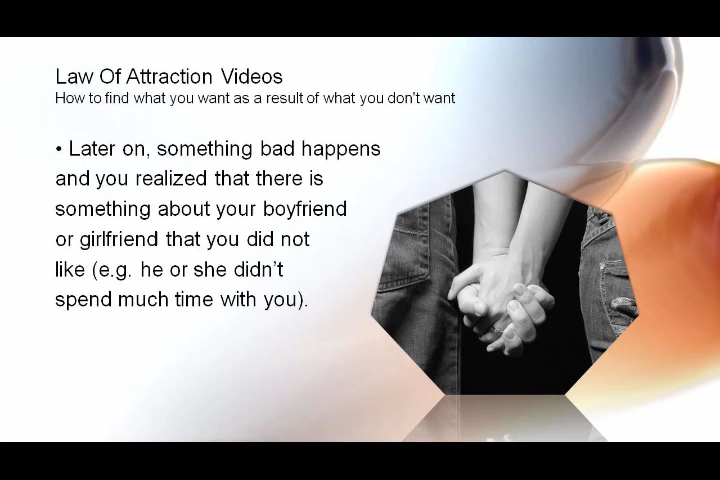 Law Of Attraction Videos
How to find what you want as a result of what you don't want
• Later on, something bad happens
and you realized that there is
something about your boyfriend
or girlfriend that you did not
like (e.g. he or she didn’t
spend much time with you).